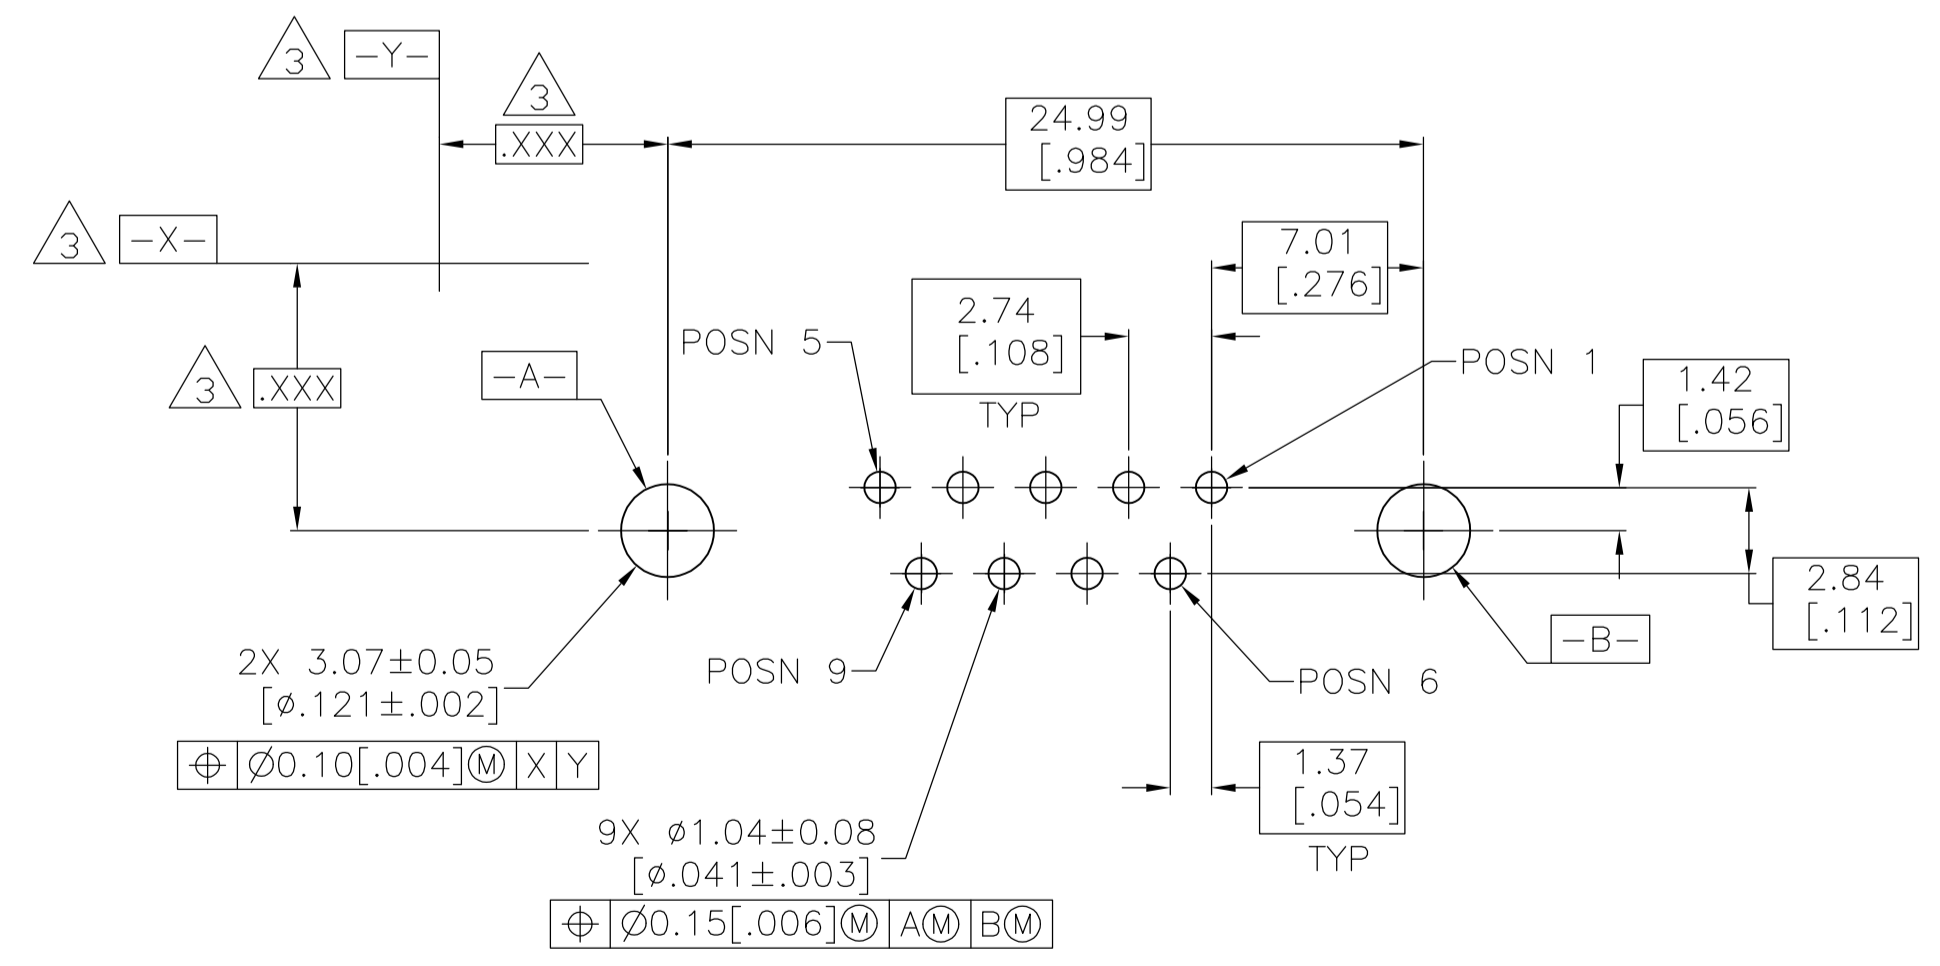 3
-Y-
3
.XXX
24.99
[.984]
3
-X-
7.01
[.276]
2.74
[.108]
TYP
POSN 5
POSN 1
3
.XXX
-A-
1.42
[.056]
2.84
[.112]
-B-
2X 3.07±0.05
[ø.121±.002]
POSN 9
POSN 6
⌖ Ø0.10[.004]Ⓜ X Y
1.37
[.054]
TYP
9X ø1.04±0.08
[ø.041±.003]
⌖ Ø0.15[.006]Ⓜ AⓂ BⓂ